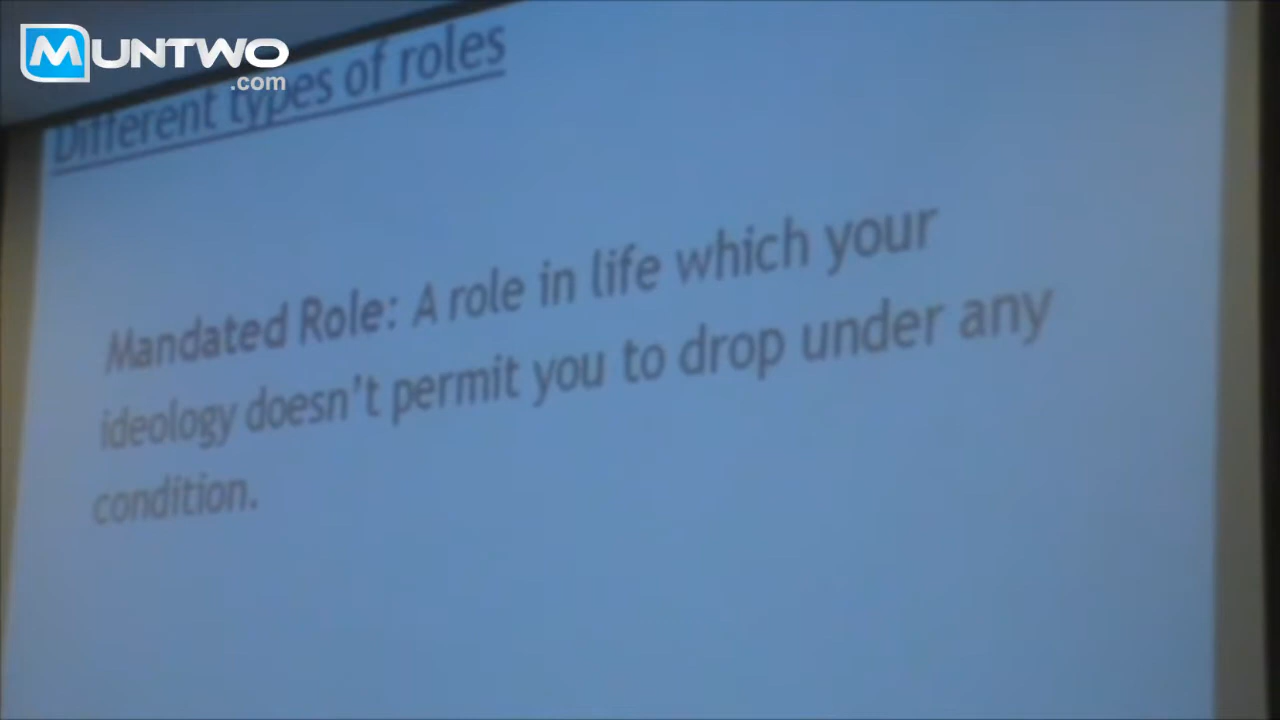 MUNTWO
.com
Different types of roles
Mandated Role: A role in life which your
ideology doesn't permit you to drop under any
condition.